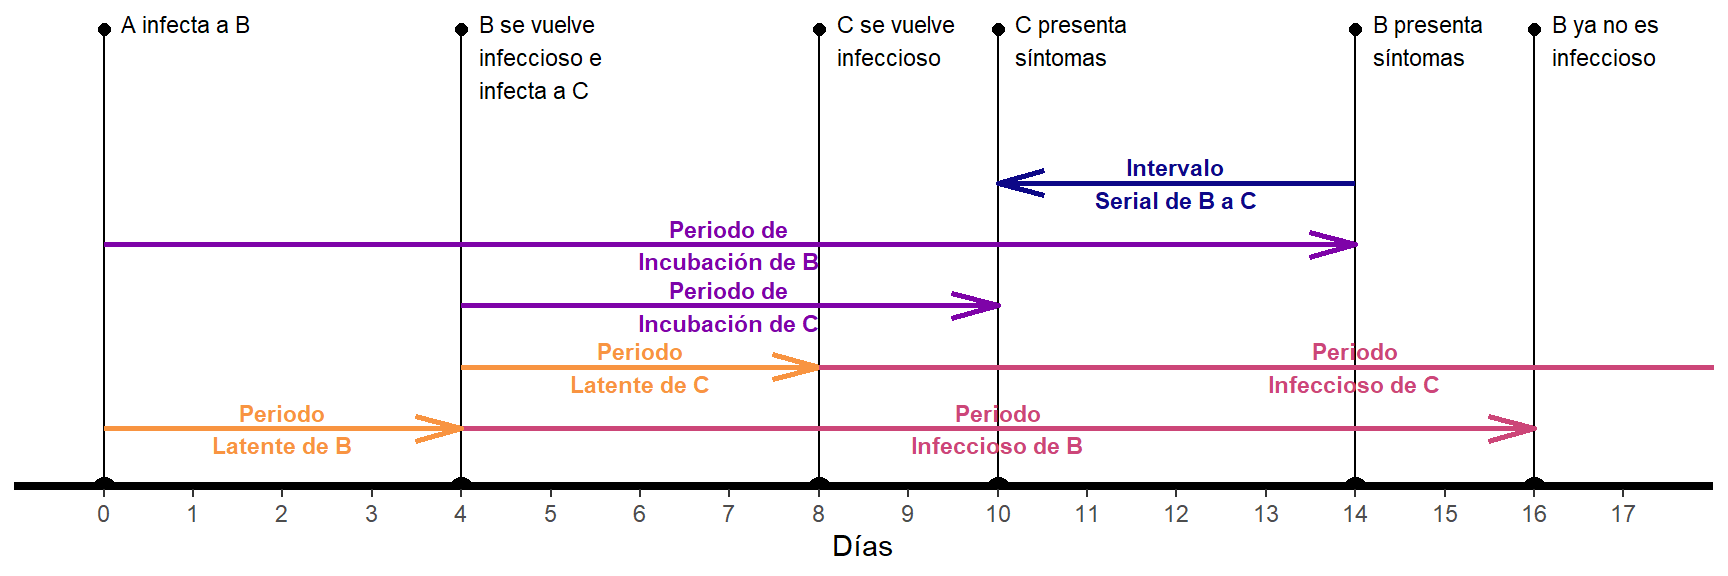 A infecta a B
B se vuelve
infeccioso e
infecta a C
C se vuelve
infeccioso
C presenta
síntomas
B presenta
síntomas
B ya no es
infeccioso
Intervalo
Serial de B a C
Periodo de
Incubación de B
Periodo de
Incubación de C
Periodo
Latente de C
Periodo
Infeccioso de C
Periodo
Latente de B
Periodo
Infeccioso de B
0 1 2 3 4 5 6 7 8 9 10 11 12 13 14 15 16 17
Días